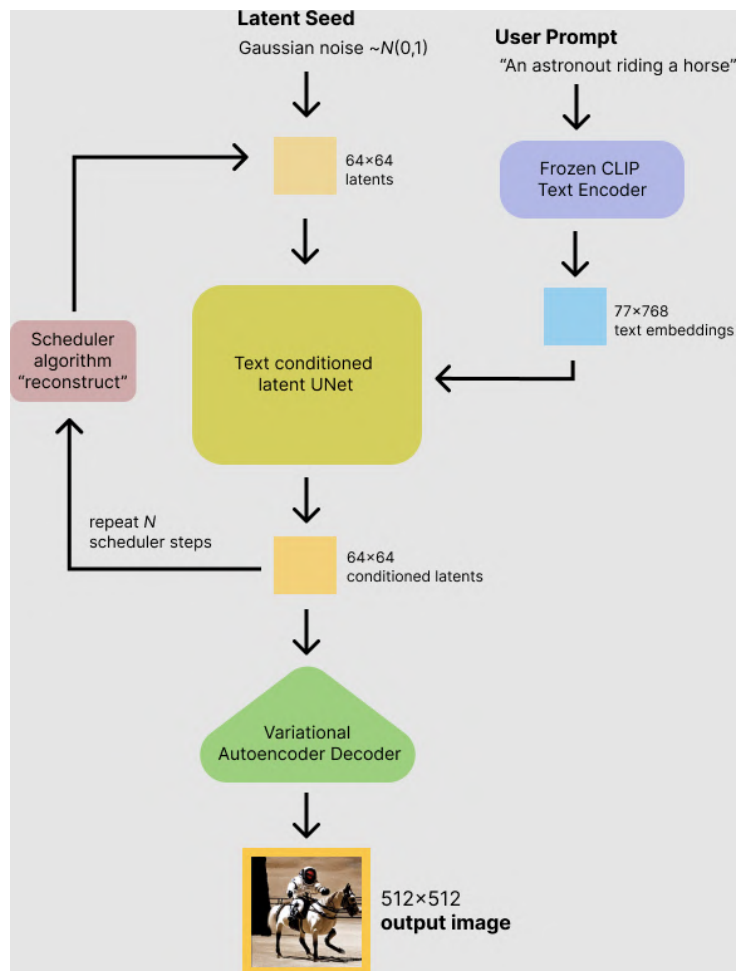 Latent Seed
Gaussian noise ~N(0,1)
User Prompt
“An astronout riding a horse”
64×64
latents
Frozen CLIP
Text Encoder
77×768
text embeddings
Scheduler
algorithm
“reconstruct”
Text conditioned
latent UNet
repeat N
scheduler steps
64×64
conditioned latents
Variational
Autoencoder Decoder
512×512
output image